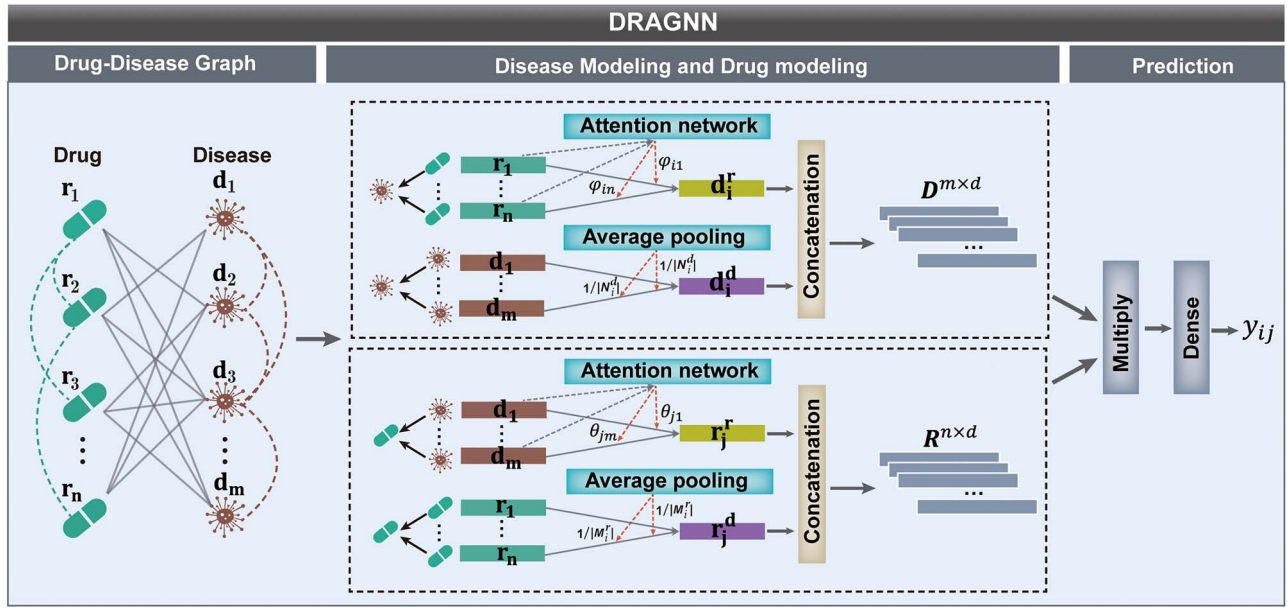 DRAGNN
Drug-Disease Graph
Disease Modeling and Drug modeling
Prediction
Drug
Disease
r₁
d₁
r₂
d₂
r₃
d₃
⋮
⋮
rₙ
dₘ
Attention network
r₁
φᵢ₁
φᵢₙ
rₙ
dᵢʳ
Average pooling
d₁
1/|Nᵢᵈ|
1/|Nᵢᵈ|
dₘ
dᵢᵈ
Concatenation
D^{m×d}
...
Attention network
d₁
θⱼ₁
θⱼₘ
dₘ
rⱼʳ
Average pooling
r₁
1/|Mᵢʳ|
1/|Mᵢʳ|
rₙ
rⱼᵈ
Concatenation
R^{n×d}
...
Multiply
Dense
yᵢⱼ